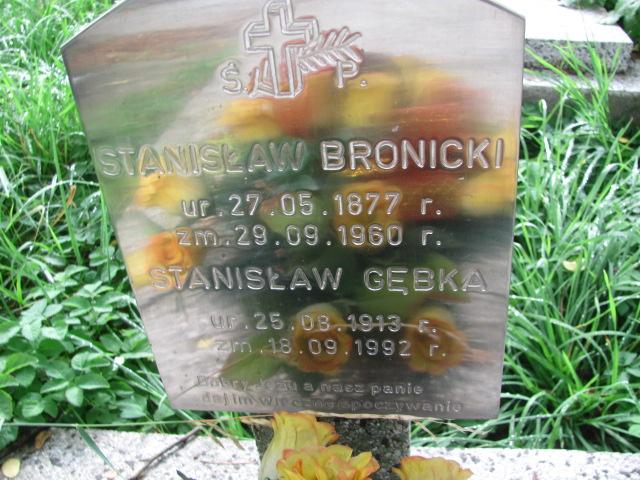 Ś. P.
STANISŁAW BRONICKI
ur. 27.05.1877 r.
zm. 29.09.1960 r.
STANISŁAW GĘBKA
ur. 25.08.1913 r.
zm. 18.09.1992 r.
Dobry Jezu a nasz panie
daj im wieczne spoczywanie